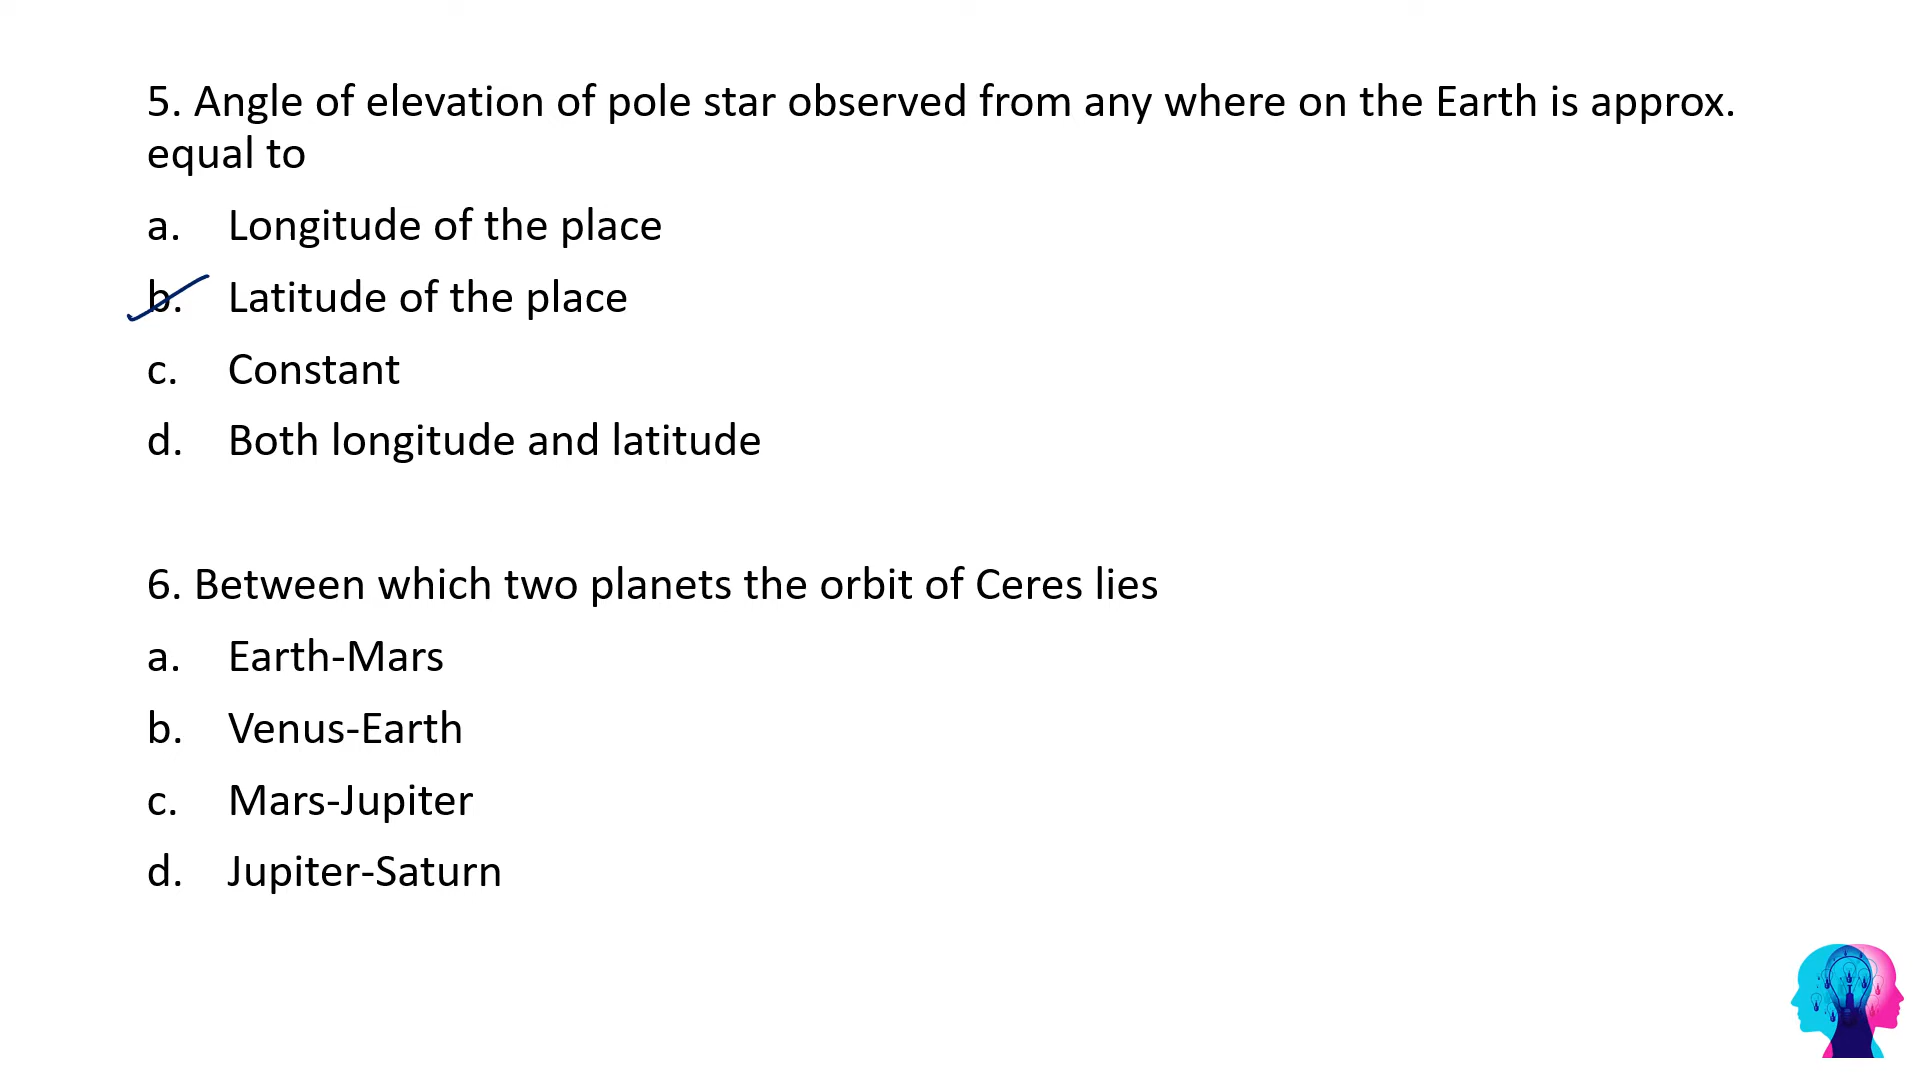 5. Angle of elevation of pole star observed from any where on the Earth is approx.
equal to
a. Longitude of the place
b. Latitude of the place
c. Constant
d. Both longitude and latitude
6. Between which two planets the orbit of Ceres lies
a. Earth-Mars
b. Venus-Earth
c. Mars-Jupiter
d. Jupiter-Saturn